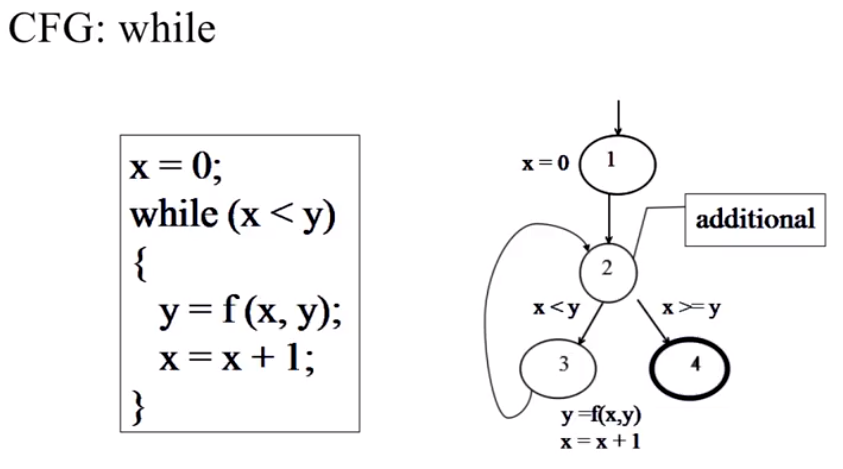 CFG: while
x = 0;
while (x < y)
{
y = f (x, y);
x = x + 1;
}
x = 0
1
additional
2
x < y
x >= y
3
4
y =f(x,y)
x = x + 1